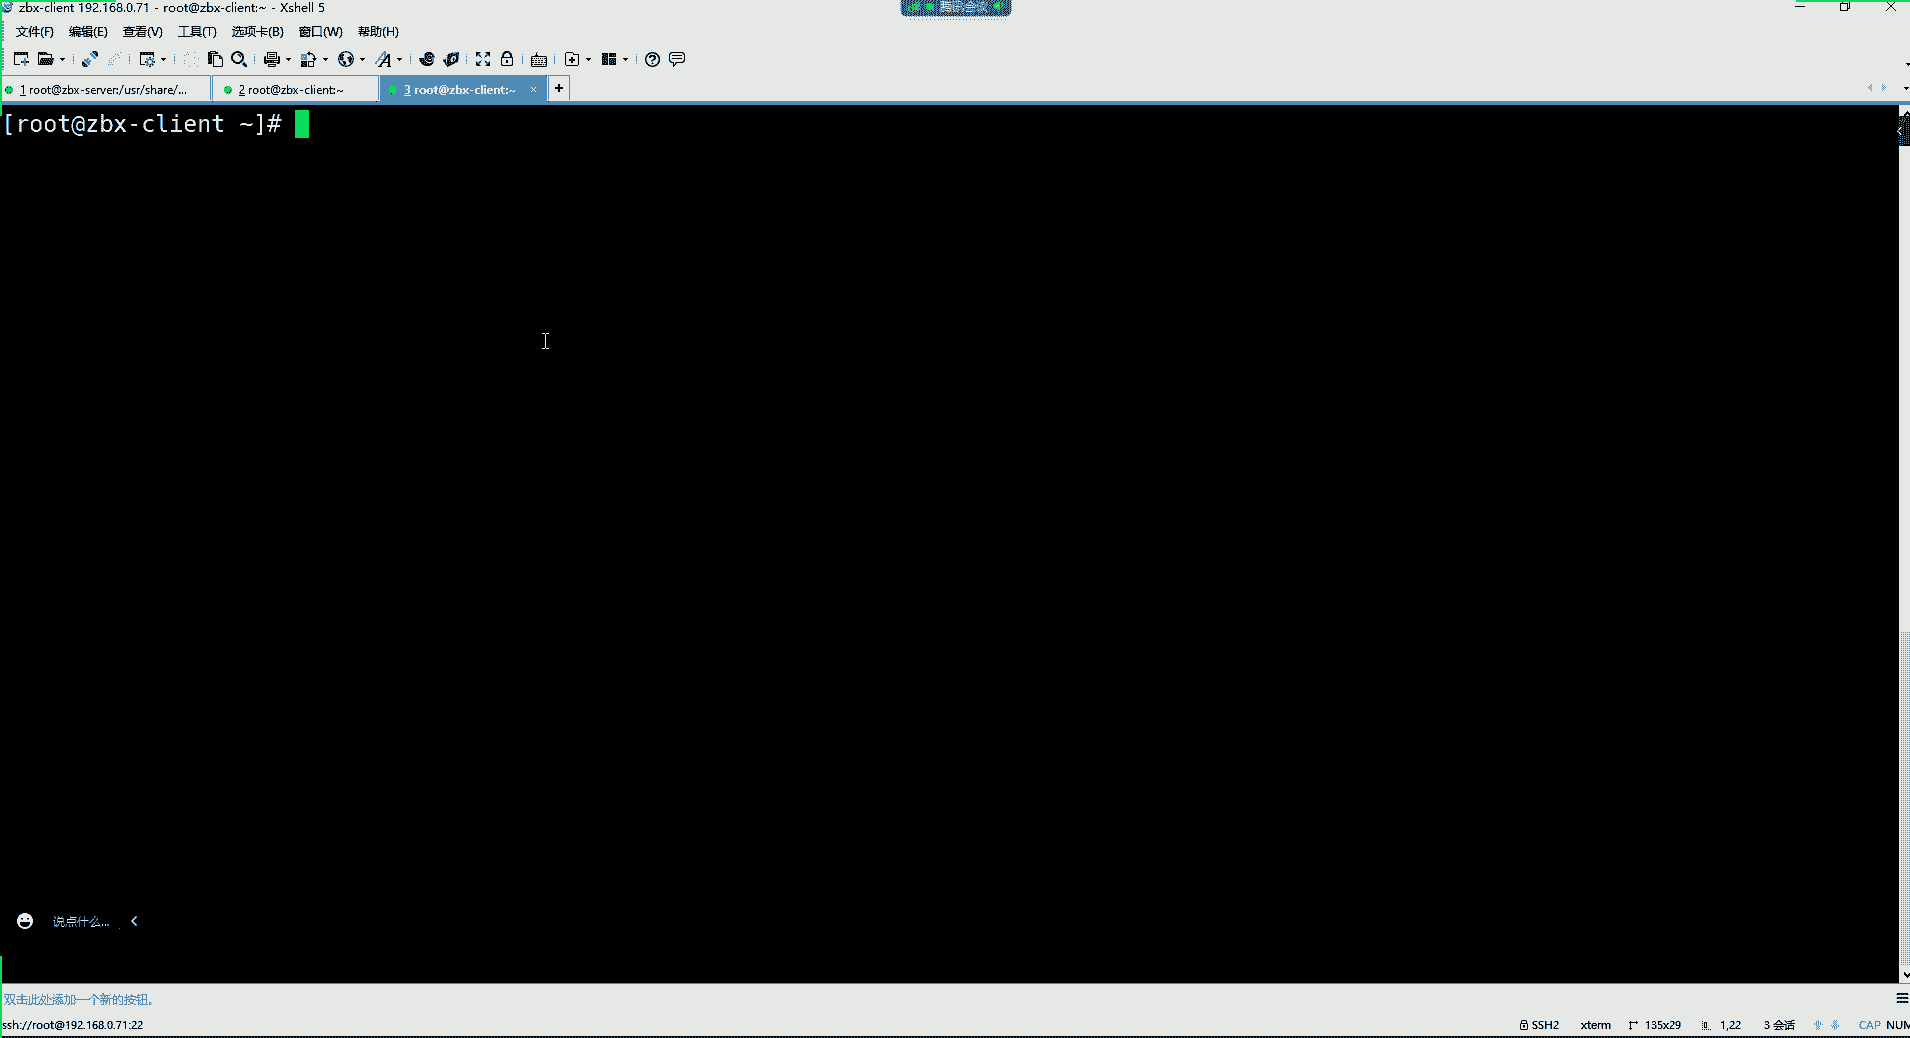 zbx-client 192.168.0.71 - root@zbx-client:~ - Xshell 5
腾讯会议
文件(F) 编辑(E) 查看(V) 工具(T) 选项卡(B) 窗口(W) 帮助(H)
1 root@zbx-server:/usr/share/... 2 root@zbx-client:~ 3 root@zbx-client:~ × +
[root@zbx-client ~]#
说点什么...
双击此处添加一个新的按钮。
ssh://root@192.168.0.71:22 SSH2 xterm 135x29 1,22 3 会话 CAP NUM